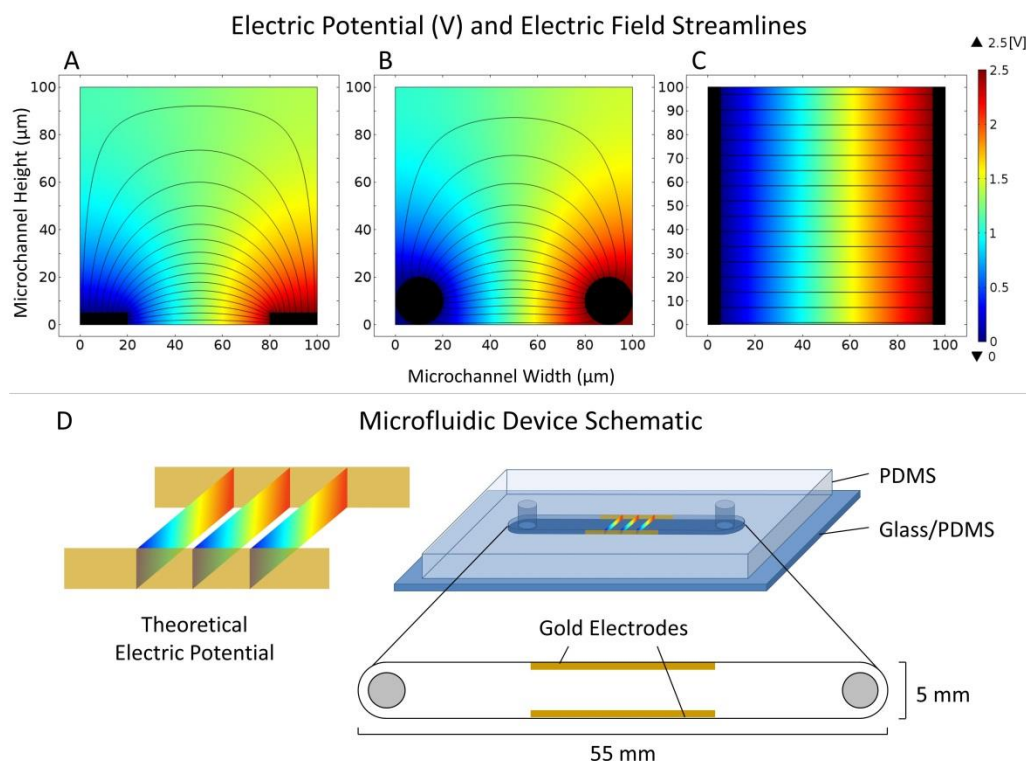 Electric Potential (V) and Electric Field Streamlines
A
B
C
▲ 2.5[V]
Microchannel Height (µm)
100
80
60
40
20
0
0 20 40 60 80 100
100
80
60
40
20
0
0 20 40 60 80 100
100
90
80
70
60
50
40
30
20
10
0
0 20 40 60 80 100
2.5
2
1.5
1
0.5
0
▼ 0
Microchannel Width (µm)
D
Microfluidic Device Schematic
Theoretical
Electric Potential
PDMS
Glass/PDMS
Gold Electrodes
5 mm
55 mm